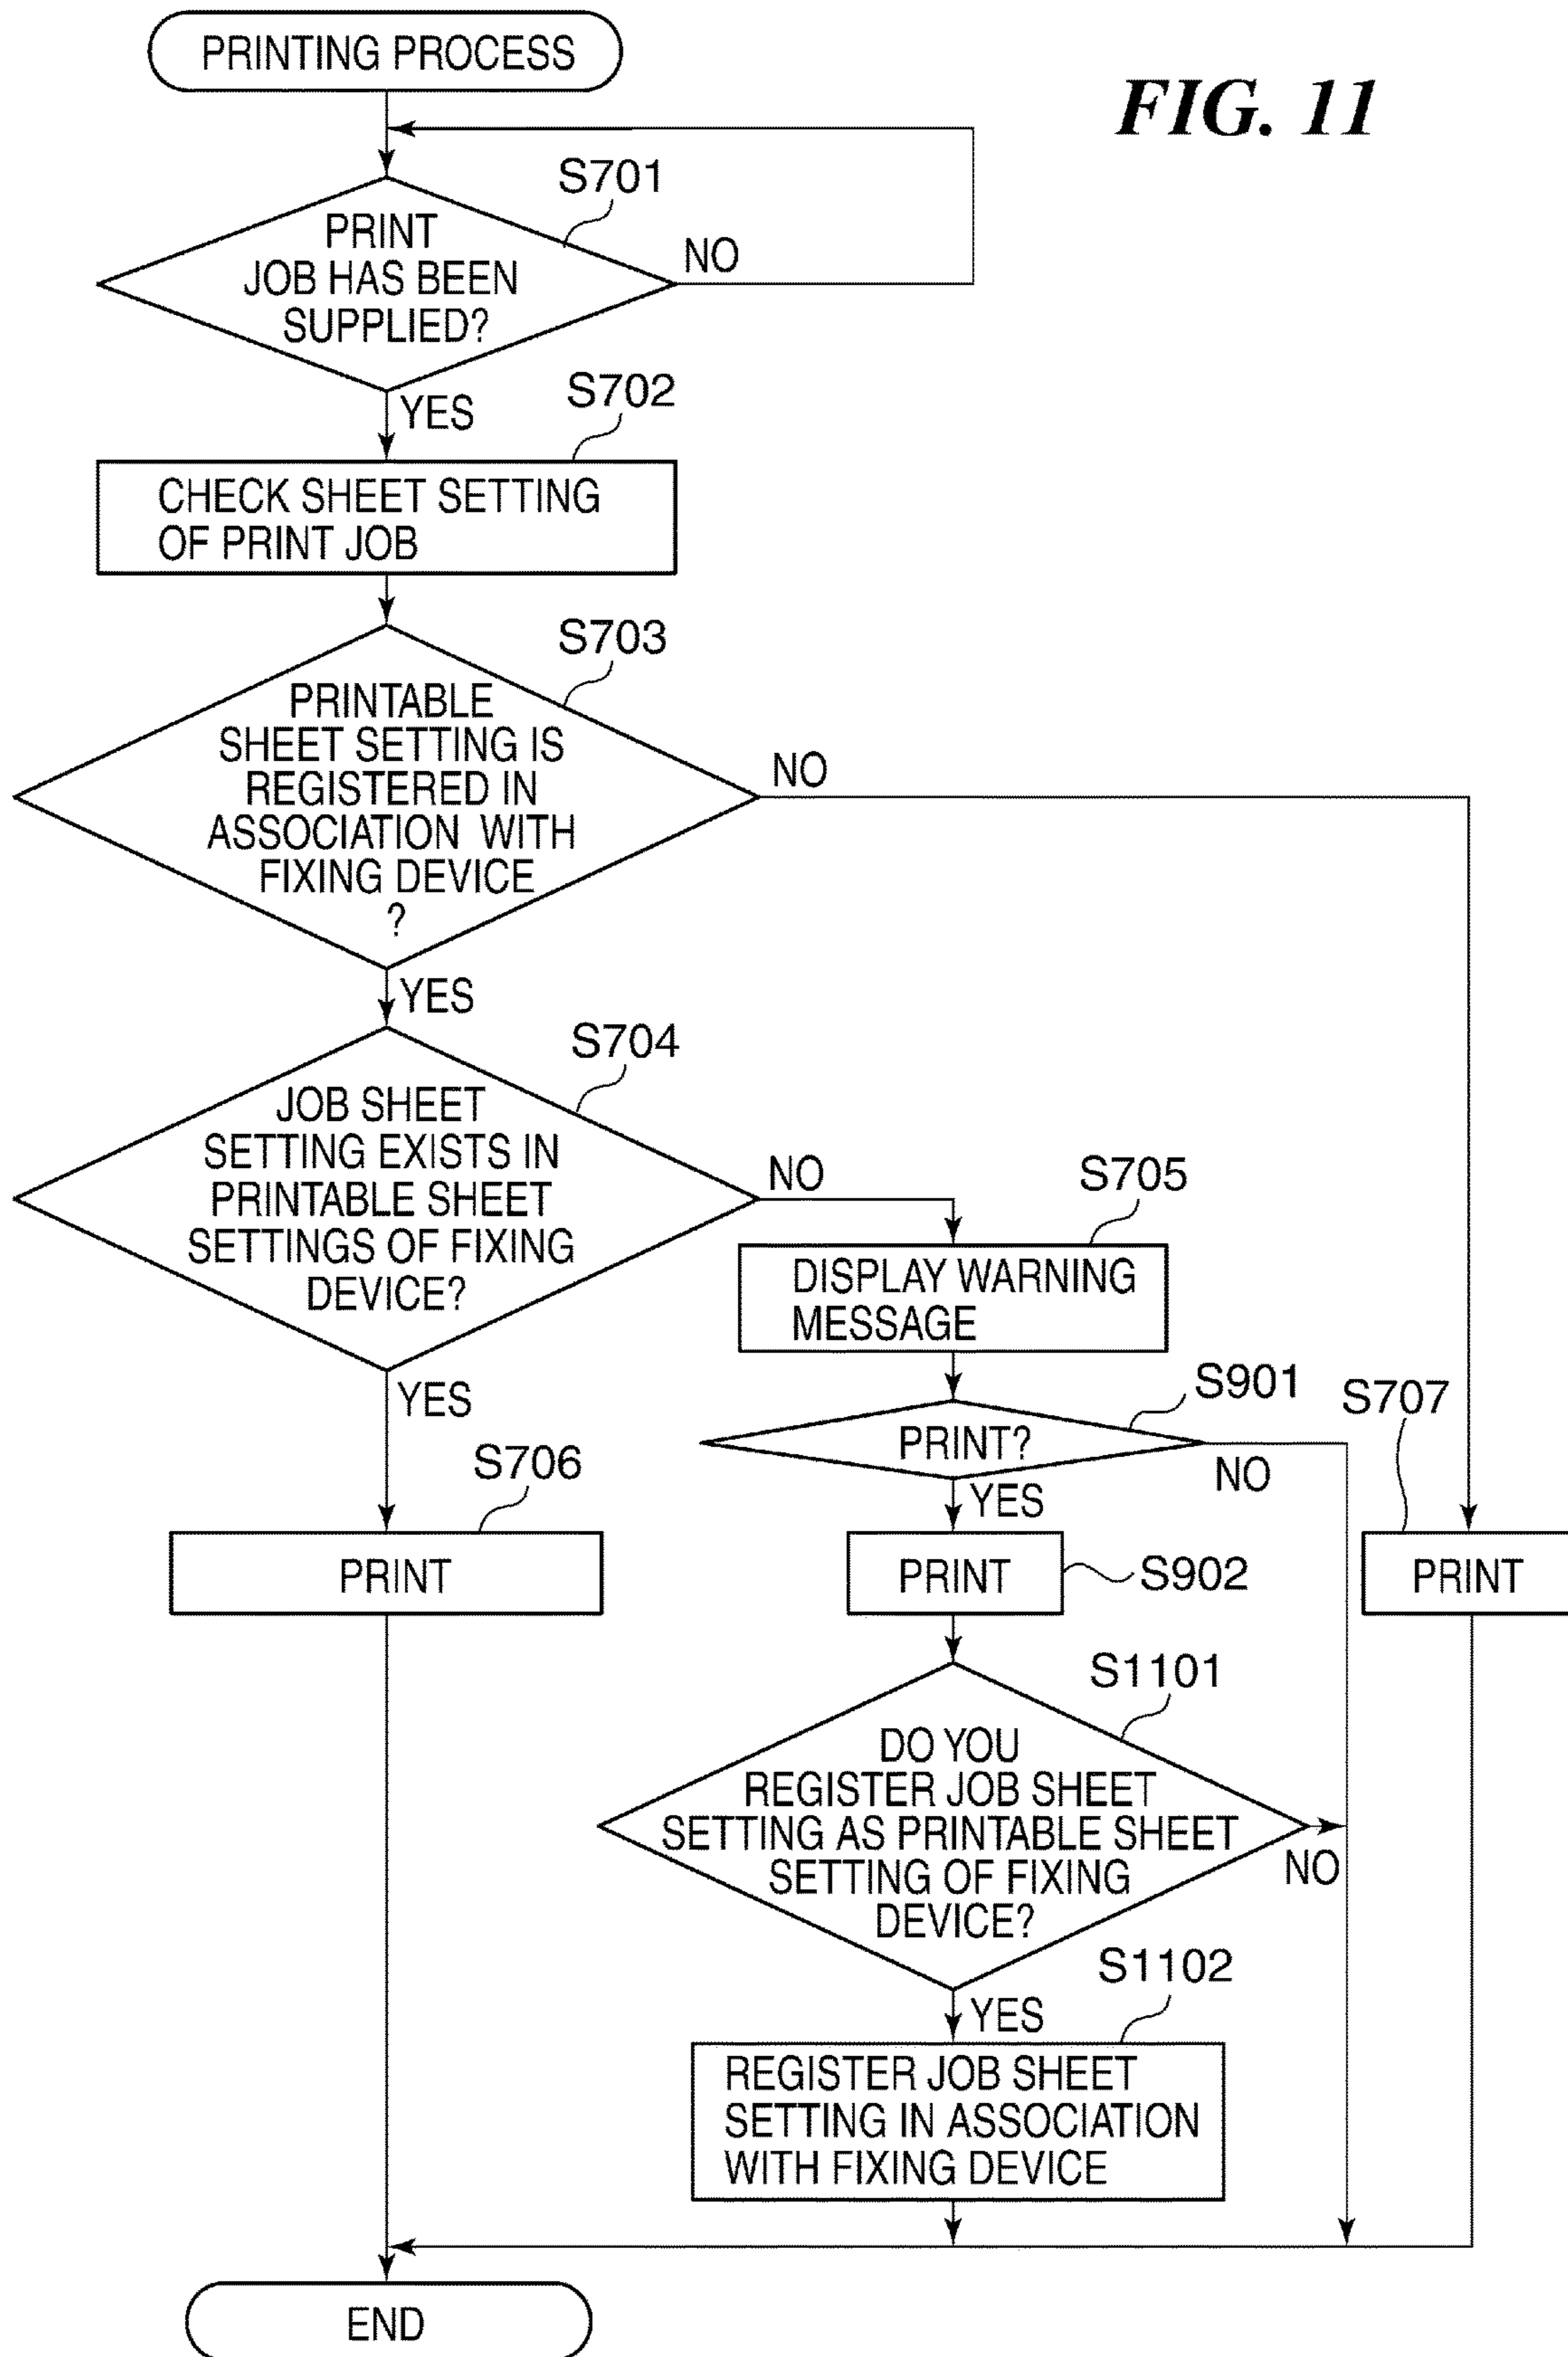 PRINTING PROCESS
FIG. 11
S701
PRINT
JOB HAS BEEN
SUPPLIED?
NO
YES
S702
CHECK SHEET SETTING
OF PRINT JOB
S703
PRINTABLE
SHEET SETTING IS
REGISTERED IN
ASSOCIATION WITH
FIXING DEVICE
?
NO
YES
S704
JOB SHEET
SETTING EXISTS IN
PRINTABLE SHEET
SETTINGS OF FIXING
DEVICE?
NO
YES
S705
DISPLAY WARNING
MESSAGE
S901
PRINT?
NO
YES
S707
S706
PRINT
PRINT
S902
PRINT
S1101
DO YOU
REGISTER JOB SHEET
SETTING AS PRINTABLE SHEET
SETTING OF FIXING
DEVICE?
NO
YES
S1102
REGISTER JOB SHEET
SETTING IN ASSOCIATION
WITH FIXING DEVICE
END